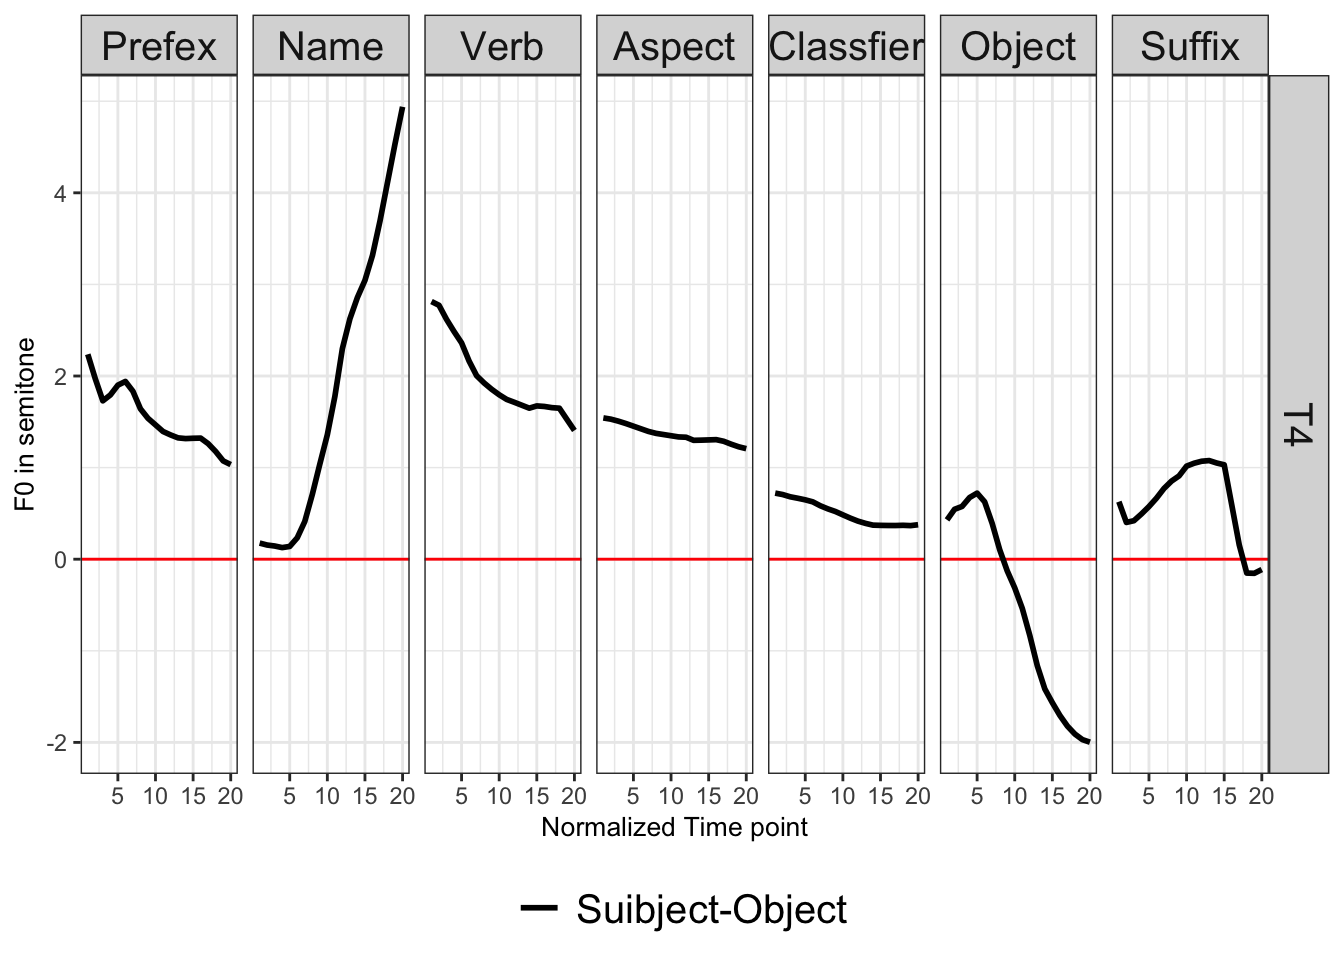 Prefex Name Verb Aspect Classfier Object Suffix
T4
F0 in semitone
4
2
0
-2
5 10 15 20 5 10 15 20 5 10 15 20 5 10 15 20 5 10 15 20 5 10 15 20 5 10 15 20
Normalized Time point
Suibject-Object